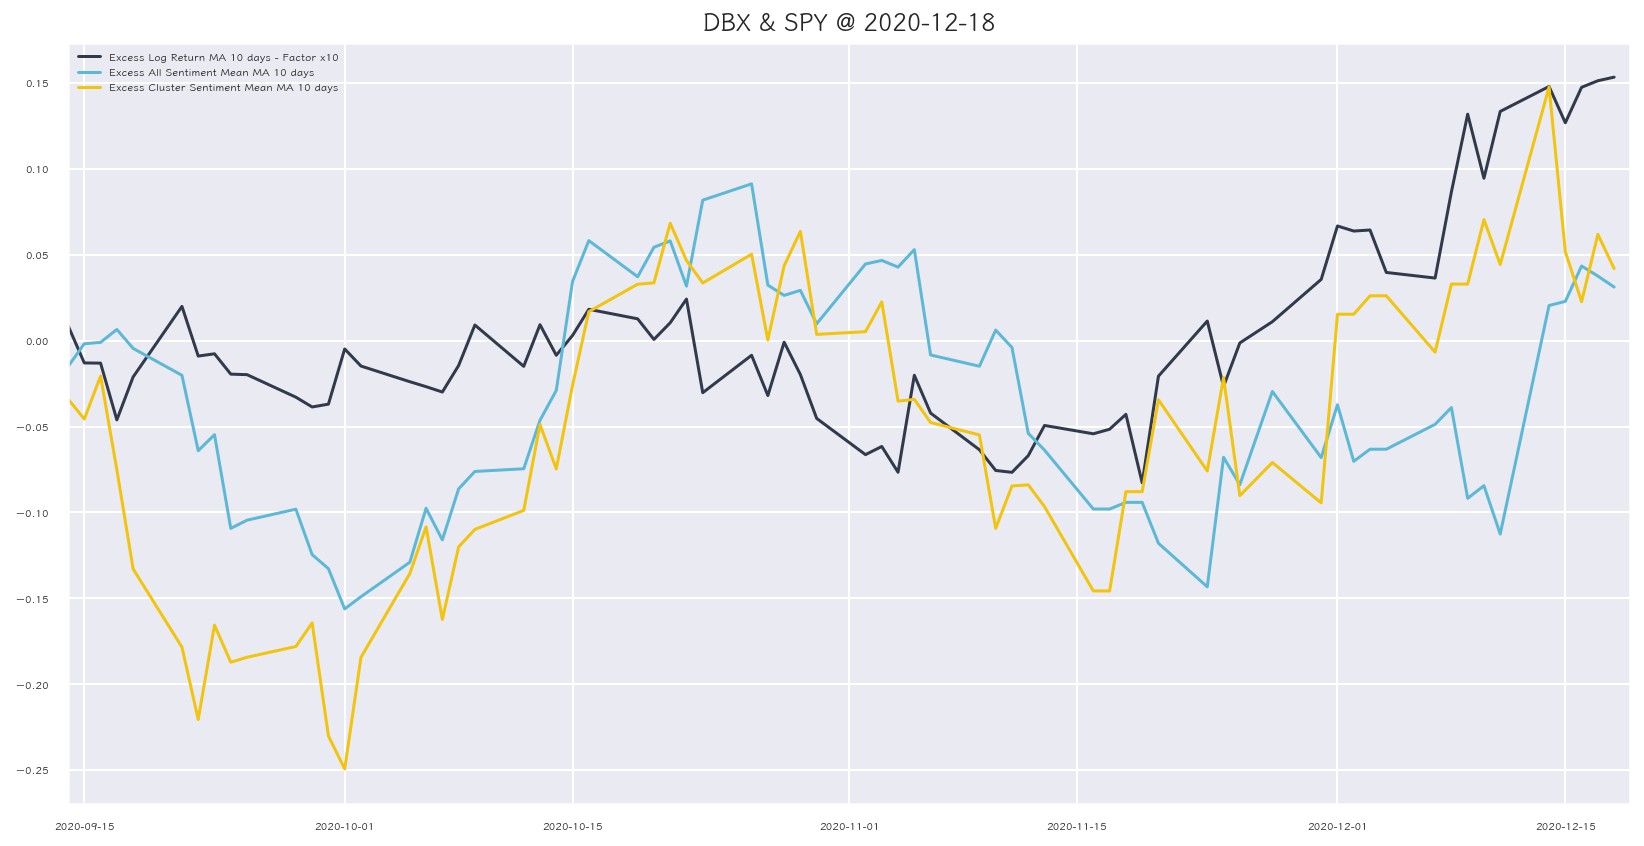 DBX & SPY @ 2020-12-18
Excess Log Return MA 10 days - Factor x10
Excess All Sentiment Mean MA 10 days
Excess Cluster Sentiment Mean MA 10 days
0.15
0.10
0.05
0.00
−0.05
−0.10
−0.15
−0.20
−0.25
2020-09-15 2020-10-01 2020-10-15 2020-11-01 2020-11-15 2020-12-01 2020-12-15